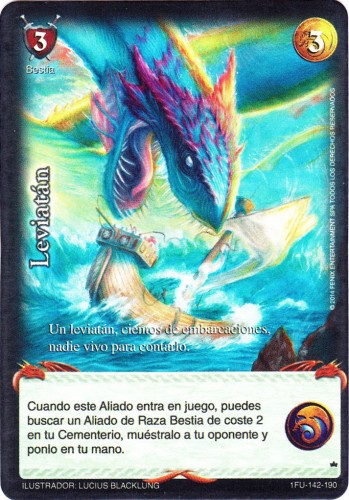 3
3
Bestia
Leviatán
© 2014 FENIX ENTERTAINMENT SPA TODOS LOS DERECHOS RESERVADOS
Un leviatán, cientos de embarcaciones,
nadie vivo para contarlo.
Cuando este Aliado entra en juego, puedes
buscar un Aliado de Raza Bestia de coste 2
en tu Cementerio, muéstralo a tu oponente y
ponlo en tu mano.
ILUSTRADOR: LUCIUS BLACKLUNG
1FU-142-190